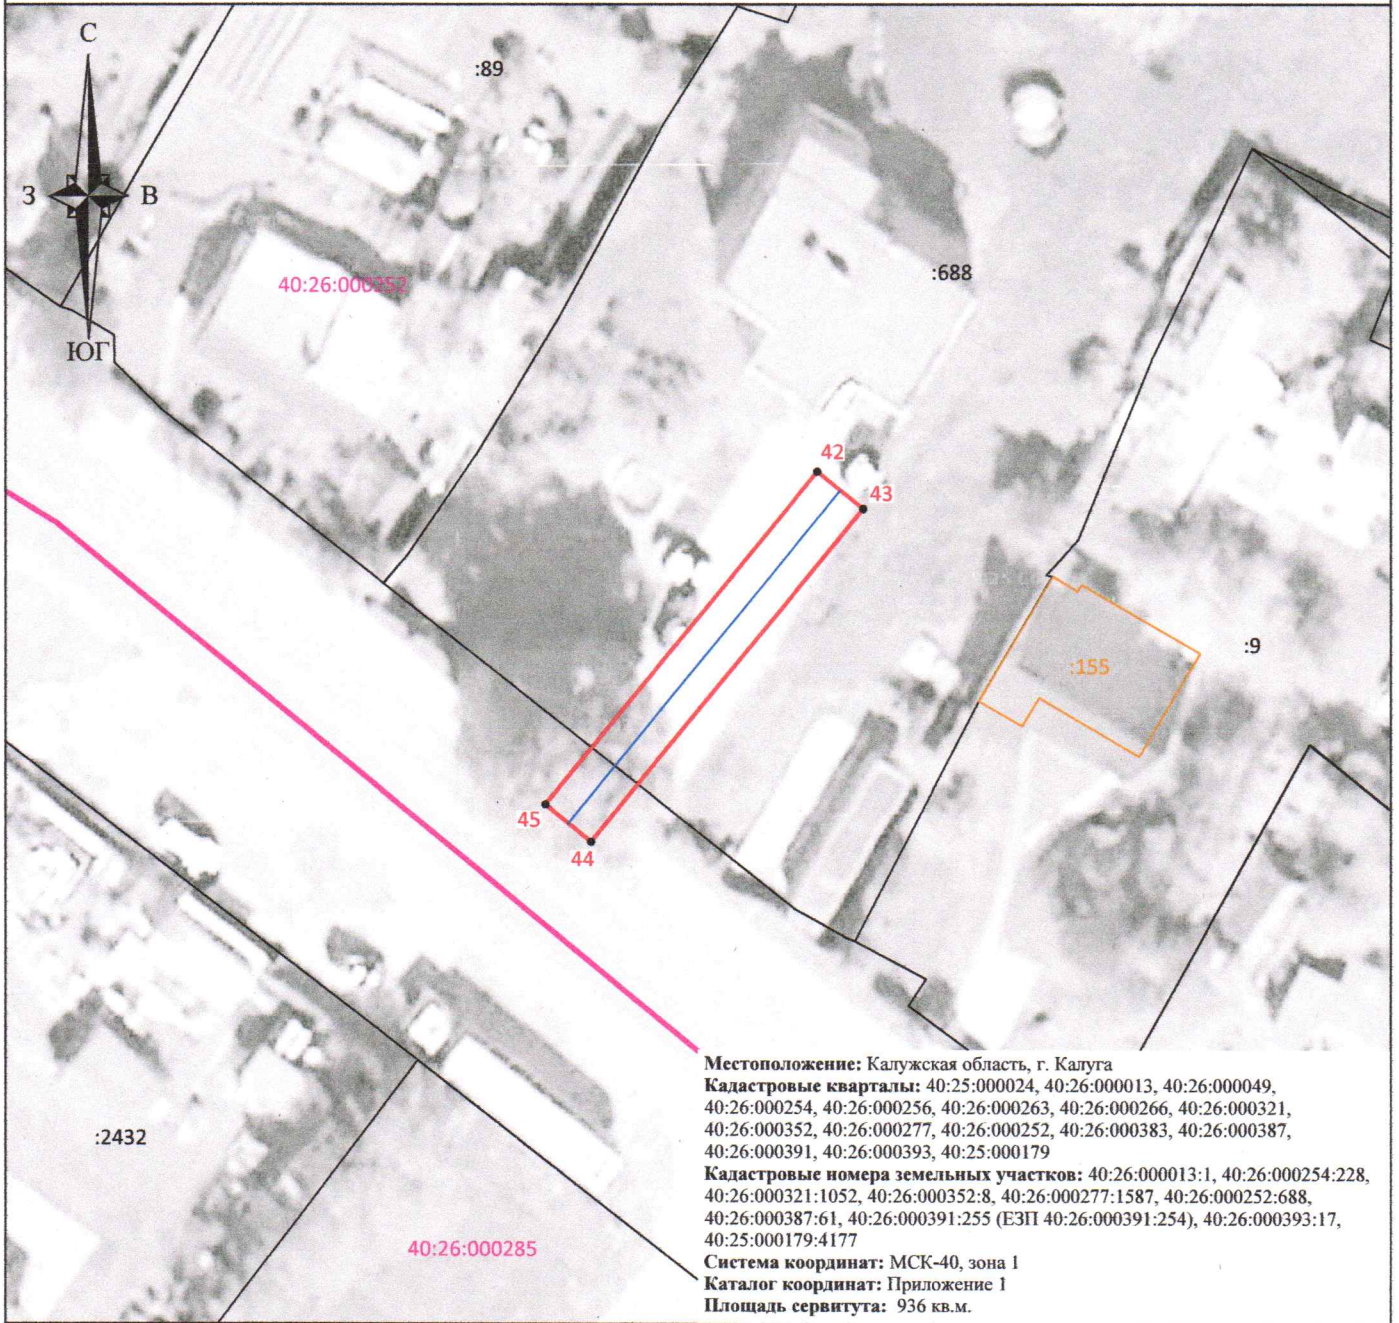 С
:89
З
В
:688
40:26:000252
ЮГ
42
43
:9
:155
45
44
Местоположение: Калужская область, г. Калуга
Кадастровые кварталы: 40:25:000024, 40:26:000013, 40:26:000049,
40:26:000254, 40:26:000256, 40:26:000263, 40:26:000266, 40:26:000321,
40:26:000352, 40:26:000277, 40:26:000252, 40:26:000383, 40:26:000387,
40:26:000391, 40:26:000393, 40:25:000179
:2432
Кадастровые номера земельных участков: 40:26:000013:1, 40:26:000254:228,
40:26:000321:1052, 40:26:000352:8, 40:26:000277:1587, 40:26:000252:688,
40:26:000387:61, 40:26:000391:255 (ЕЗП 40:26:000391:254), 40:26:000393:17,
40:25:000179:4177
40:26:000285
Система координат: МСК-40, зона 1
Каталог координат: Приложение 1
Площадь сервитута: 936 кв.м.